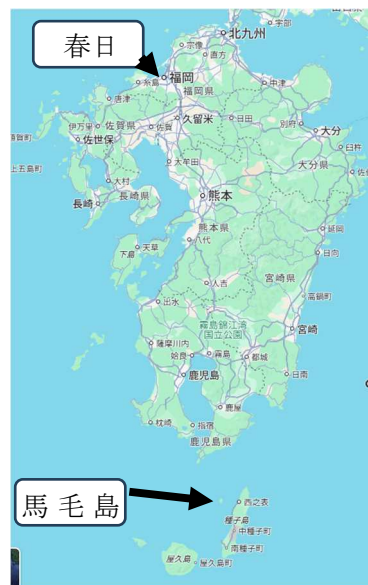 宇部
春日
北九州
宗像
直方
福岡
糸島
福岡県
中津
唐津
伊万里
佐賀県
久留米
日田
別府
佐賀
大分
佐世保
臼杵
大牟田
大分県
上五島町
大村
熊本
長崎
長崎県
延岡
熊本県
八代
天草
下島
日向
人吉
宮崎県
高鍋町
出水
霧島錦江湾
国立公園
宮崎
薩摩川内
姶良
霧島
都城
鹿児島
日南
鹿屋
枕崎
指宿
鹿児島県
馬毛島
西之表
種子島
中種子町
南種子町
屋久島
屋久島町